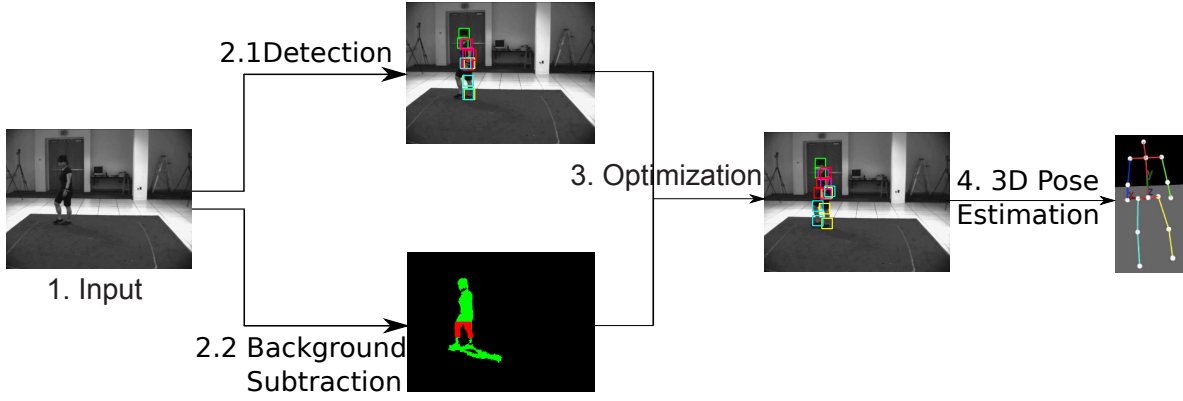 2.1Detection
1. Input
2.2 Background
Subtraction
3. Optimization
4. 3D Pose
Estimation